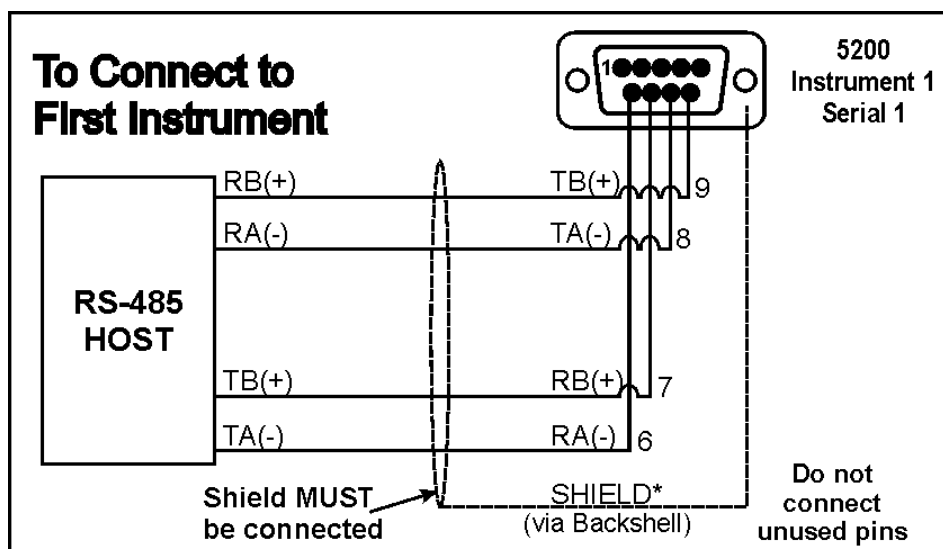 To Connect to
First Instrument
1
5200
Instrument 1
Serial 1
RB(+)
TB(+)
9
RA(-)
TA(-)
8
RS-485
HOST
TB(+)
RB(+)
7
TA(-)
RA(-)
6
Shield MUST
be connected
SHIELD*
(via Backshell)
Do not
connect
unused pins